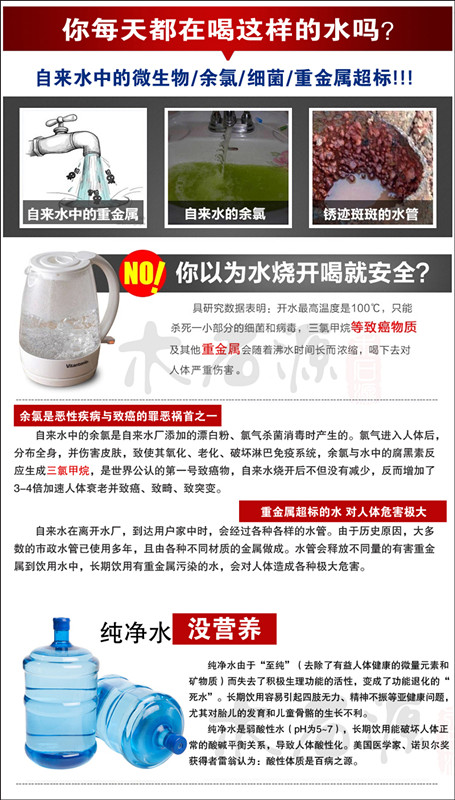 你每天都在喝这样的水吗?
自来水中的微生物/余氯/细菌/重金属超标!!!
自来水中的重金属
自来水的余氯
锈迹斑斑的水管
NO!
你以为水烧开喝就安全?
具研究数据表明：开水最高温度是100℃，只能
杀死一小部分的细菌和病毒，三氯甲烷等致癌物质
及其他重金属会随着沸水时间长而浓缩，喝下去对
人体严重伤害。
木石源
余氯是恶性疾病与致癌的罪恶祸首之一
自来水中的余氯是自来水厂添加的漂白粉、氯气杀菌消毒时产生的。氯气进入人体后，
分布全身，并伤害皮肤，致使其氧化、老化、破坏淋巴免疫系统，余氯与水中的腐黑素反
应生成三氯甲烷，是世界公认的第一号致癌物，自来水烧开后不但没有减少，反而增加了
3-4倍加速人体衰老并致癌、致畸、致突变。
重金属超标的水 对人体危害极大
自来水在离开水厂，到达用户家中时，会经过各种各样的水管。由于历史原因，大多
数的市政水管已使用多年，且由各种不同材质的金属做成。水管会释放不同量的有害重金
属到饮用水中，长期饮用有重金属污染的水，会对人体造成各种极大危害。
纯净水 没营养
纯净水由于“至纯”（去除了有益人体健康的微量元素和
矿物质）而失去了积极生理功能的活性，变成了功能退化的“
死水”。长期饮用容易引起四肢无力、精神不振等亚健康问题，
尤其对胎儿的发育和儿童骨骼的生长不利。
纯净水是弱酸性水（pH为5-7），长期饮用能破坏人体正
常的酸碱平衡关系，导致人体酸性化。美国医学家、诺贝尔奖
获得者雷翁认为：酸性体质是百病之源。